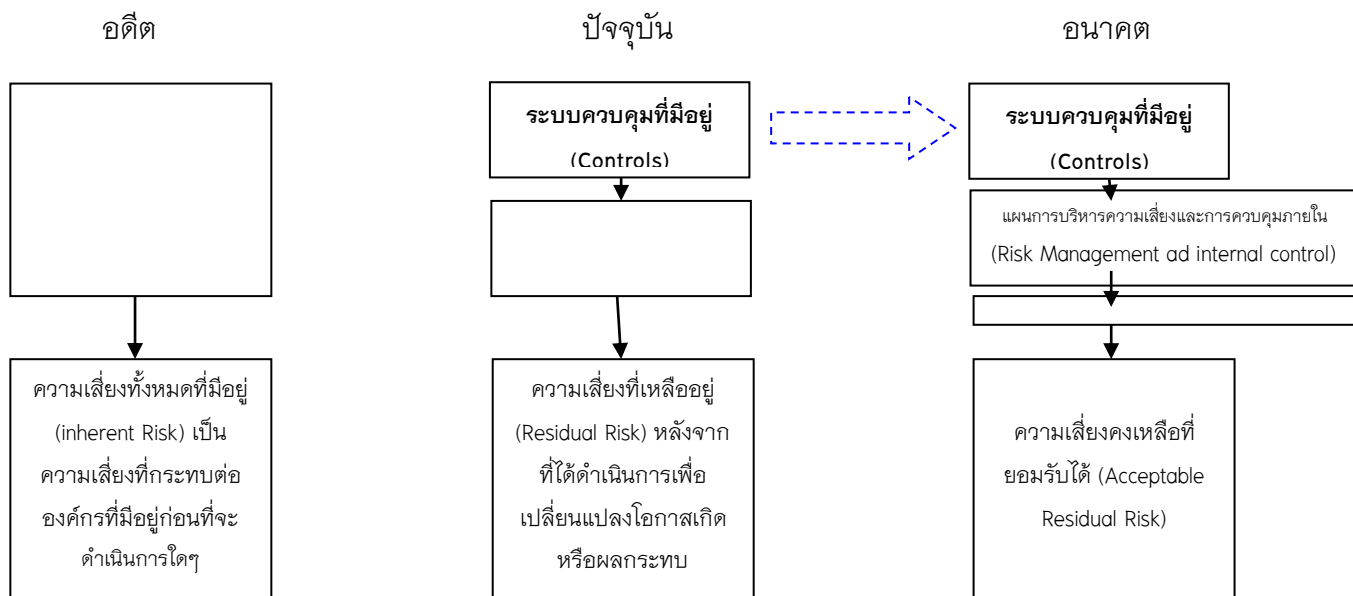 อดีต
ปัจจุบัน
อนาคต
ระบบควบคุมที่มีอยู่
(Controls)
ระบบควบคุมที่มีอยู่
(Controls)
แผนการบริหารความเสี่ยงและการควบคุมภายใน
(Risk Management ad internal control)
ความเสี่ยงทั้งหมดที่มีอยู่
(inherent Risk) เป็น
ความเสี่ยงที่กระทบต่อ
องค์กรที่มีอยู่ก่อนที่จะ
ดำเนินการใดๆ
ความเสี่ยงที่เหลืออยู่
(Residual Risk) หลังจาก
ที่ได้ดำเนินการเพื่อ
เปลี่ยนแปลงโอกาสเกิด
หรือผลกระทบ
ความเสี่ยงคงเหลือที่
ยอมรับได้ (Acceptable
Residual Risk)